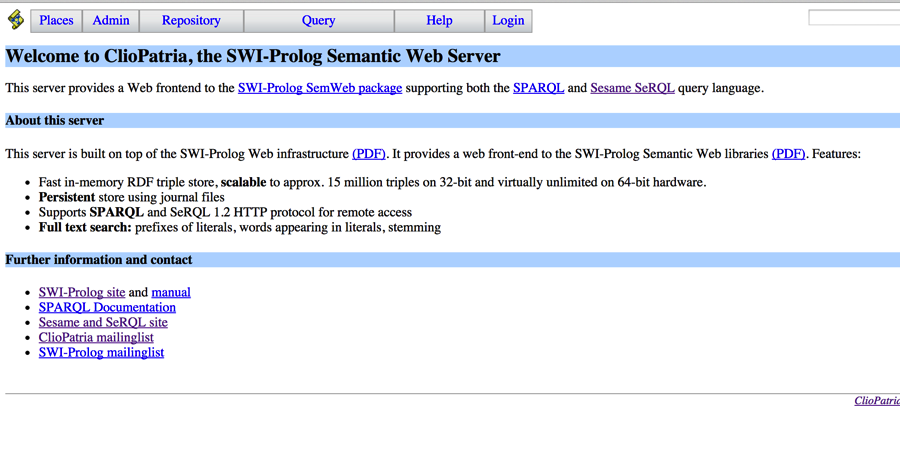 Places Admin Repository Query Help Login
Welcome to ClioPatria, the SWI-Prolog Semantic Web Server
This server provides a Web frontend to the SWI-Prolog SemWeb package supporting both the SPARQL and Sesame SeRQL query language.
About this server
This server is built on top of the SWI-Prolog Web infrastructure (PDF). It provides a web front-end to the SWI-Prolog Semantic Web libraries (PDF). Features:
• Fast in-memory RDF triple store, scalable to approx. 15 million triples on 32-bit and virtually unlimited on 64-bit hardware.
• Persistent store using journal files
• Supports SPARQL and SeRQL 1.2 HTTP protocol for remote access
• Full text search: prefixes of literals, words appearing in literals, stemming
Further information and contact
• SWI-Prolog site and manual
• SPARQL Documentation
• Sesame and SeRQL site
• ClioPatria mailinglist
• SWI-Prolog mailinglist
ClioPatria